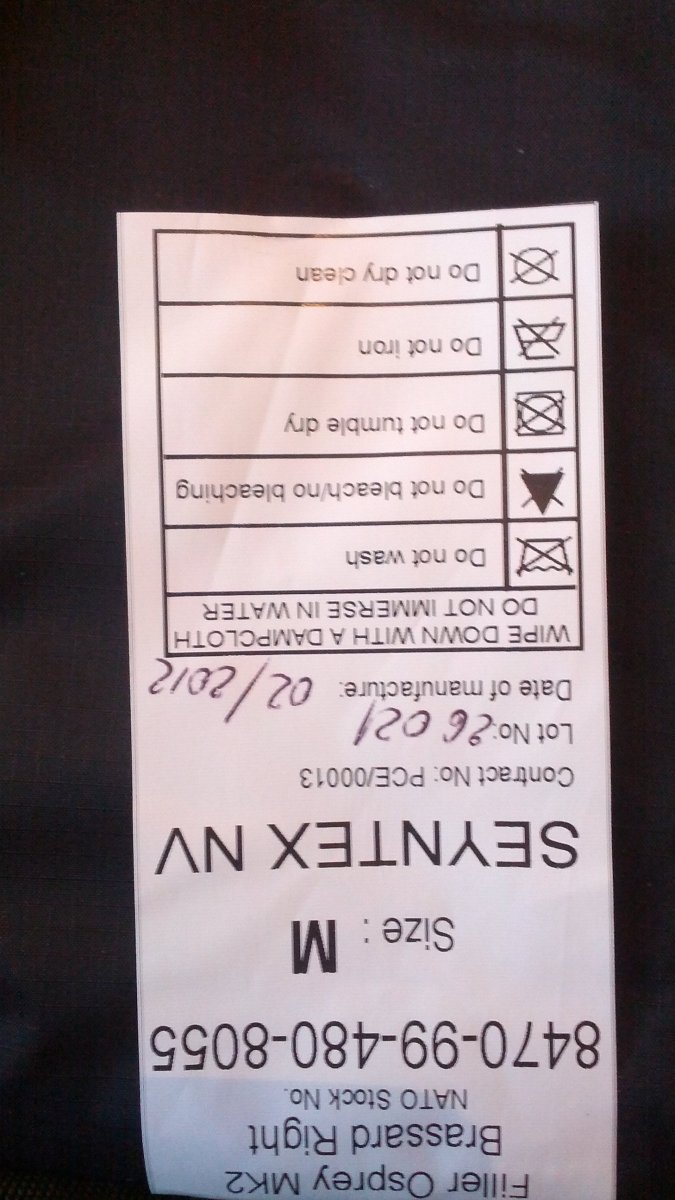 Filler Osprey MK2
Brassard Right
NATO Stock No.
8470-99-480-8055
Size : M
SEYNTEX NV
Contract No: PCE/00013
Lot No: 26 021
Date of manufacture: 02/2012
WIPE DOWN WITH A DAMPCLOTH
DO NOT IMMERSE IN WATER
Do not wash
Do not bleach/no bleaching
Do not tumble dry
Do not iron
Do not dry clean